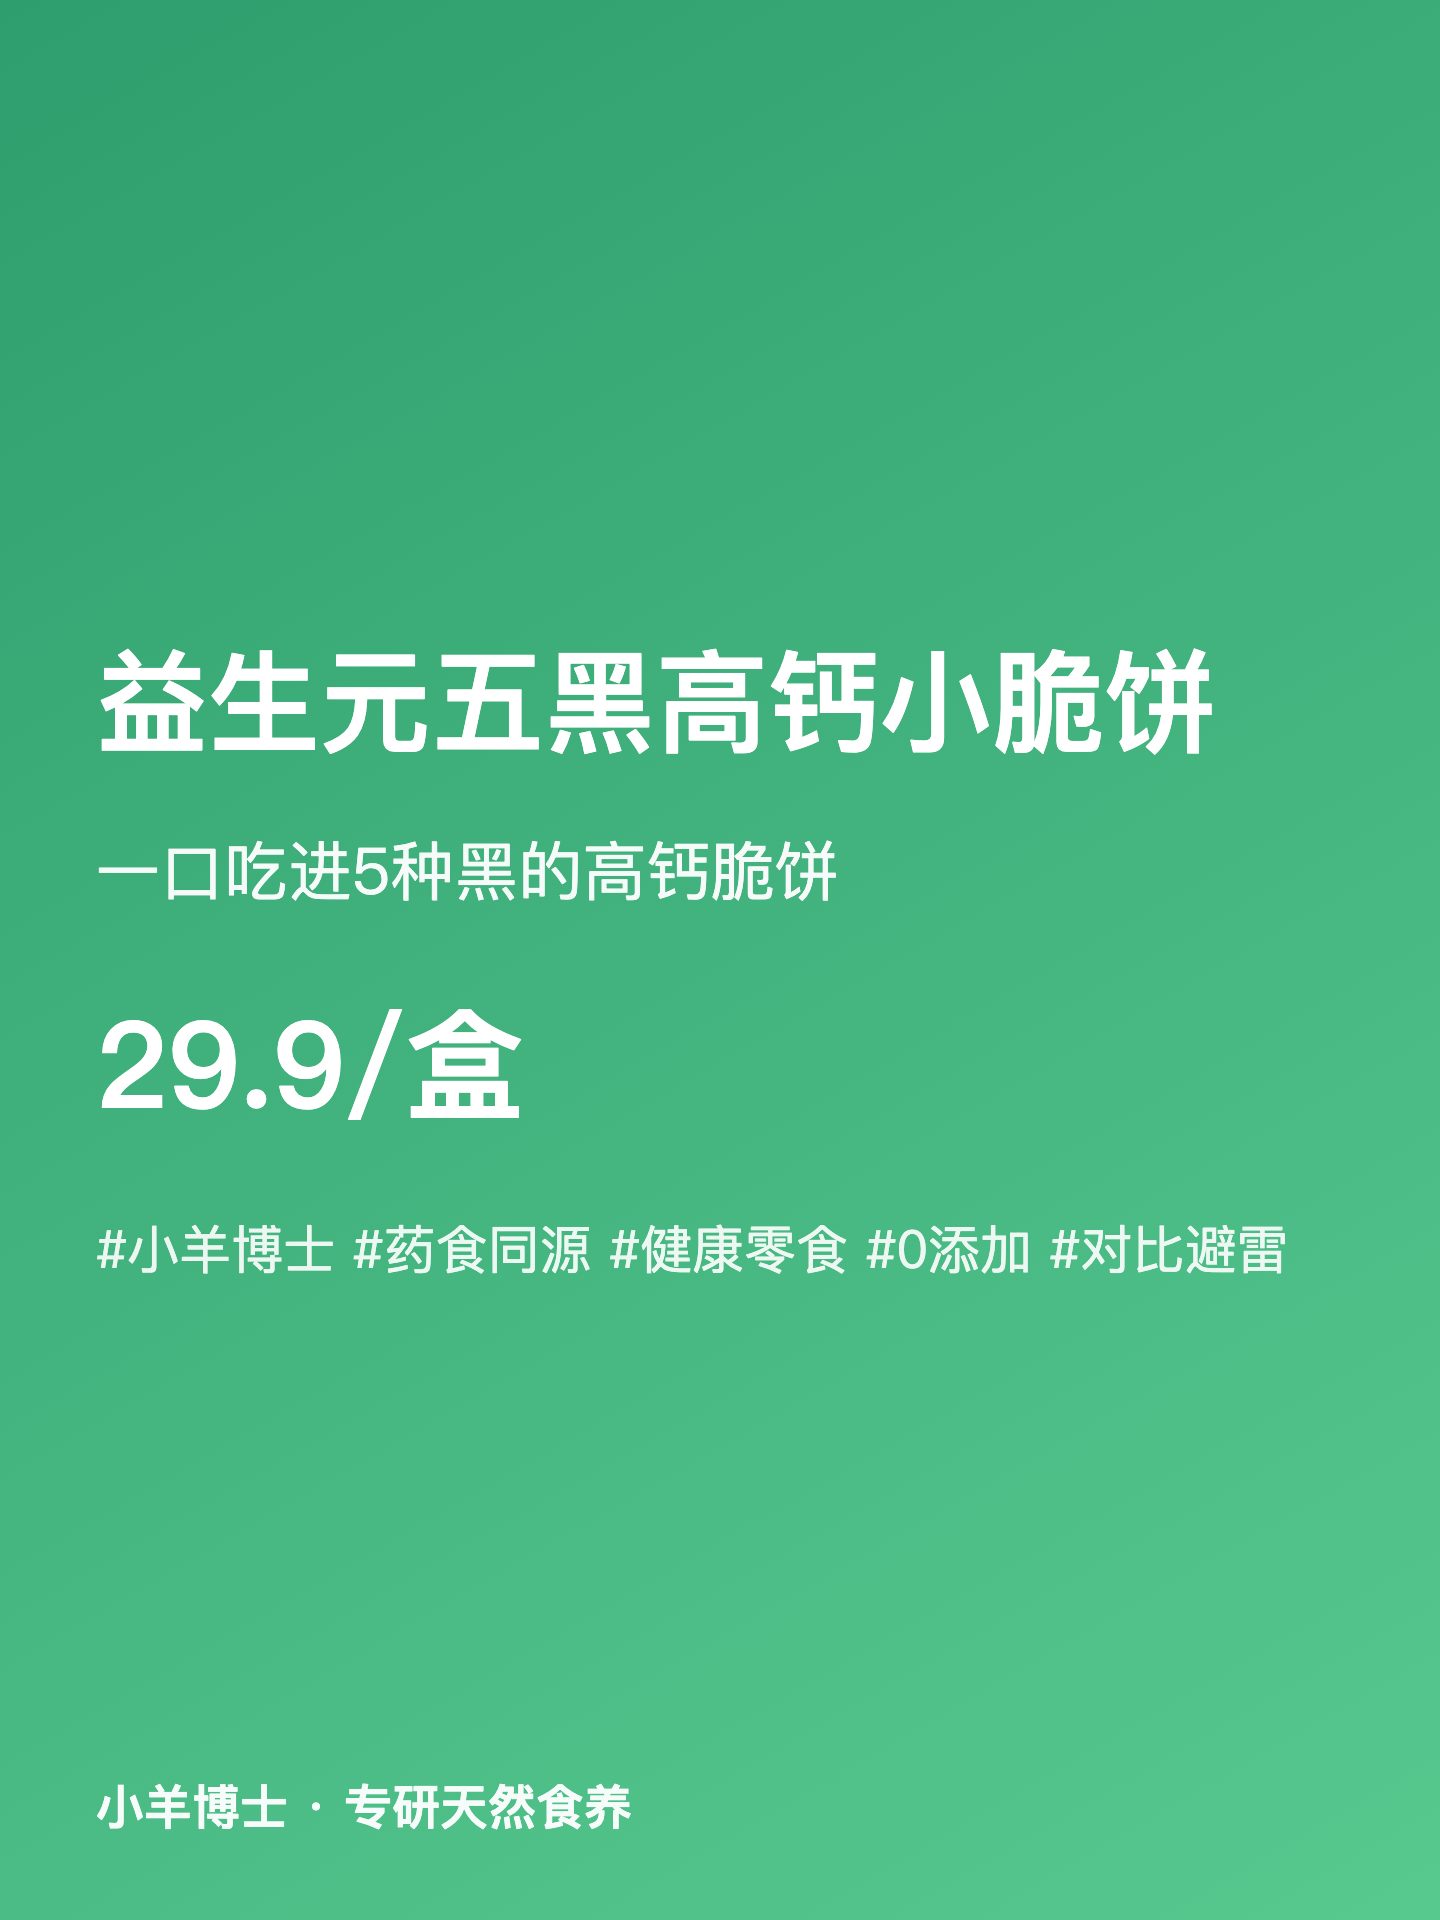 益生元五黑高钙小脆饼
一口吃进5种黑的高钙脆饼
29.9/盒
#小羊博士 #药食同源 #健康零食 #0添加 #对比避雷
小羊博士 · 专研天然食养